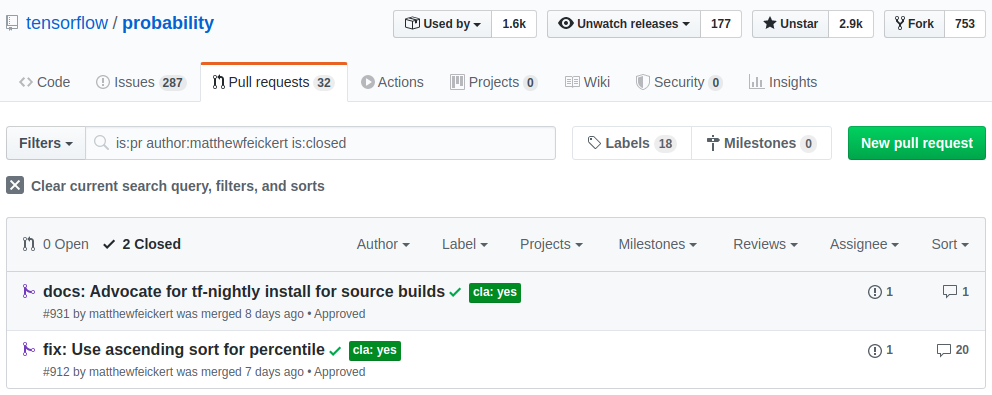 tensorflow / probability Used by 1.6k Unwatch releases 177 Unstar 2.9k Fork 753
Code Issues 287 Pull requests 32 Actions Projects 0 Wiki Security 0 Insights
Filters is:pr author:matthewfeickert is:closed Labels 18 Milestones 0 New pull request
Clear current search query, filters, and sorts
0 Open 2 Closed Author Label Projects Milestones Reviews Assignee Sort
docs: Advocate for tf-nightly install for source builds cla: yes 1 1
#931 by matthewfeickert was merged 8 days ago • Approved
fix: Use ascending sort for percentile cla: yes 1 20
#912 by matthewfeickert was merged 7 days ago • Approved